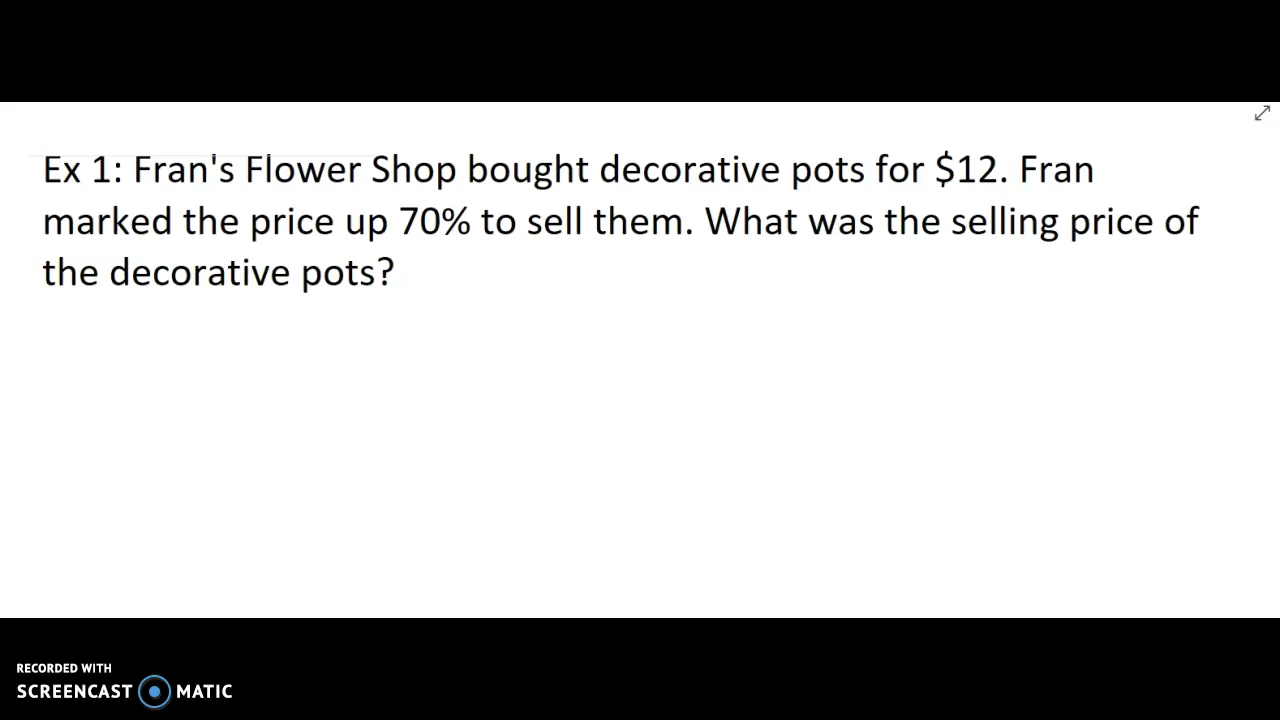 Ex 1: Fran's Flower Shop bought decorative pots for $12. Fran
marked the price up 70% to sell them. What was the selling price of
the decorative pots?
RECORDED WITH
SCREENCAST MATIC